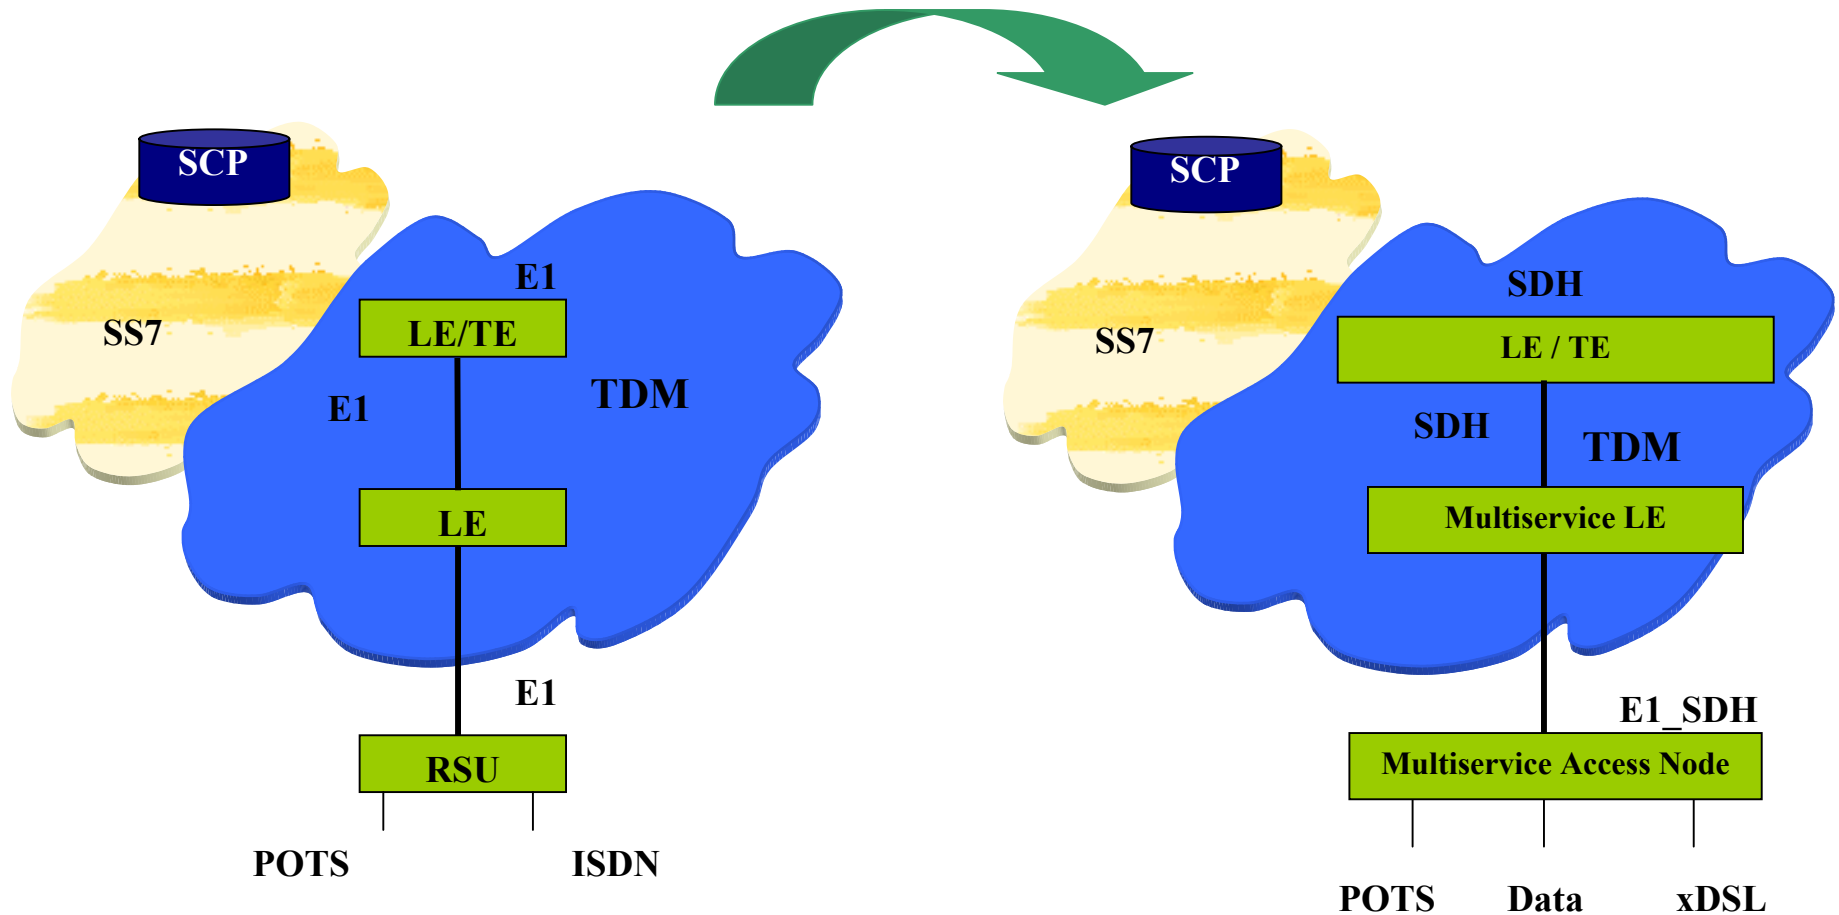 SCP
SS7
E1
LE/TE
E1
TDM
LE
E1
RSU
POTS
ISDN
SCP
SS7
SDH
LE / TE
SDH
TDM
Multiservice LE
E1_SDH
Multiservice Access Node
POTS
Data
xDSL